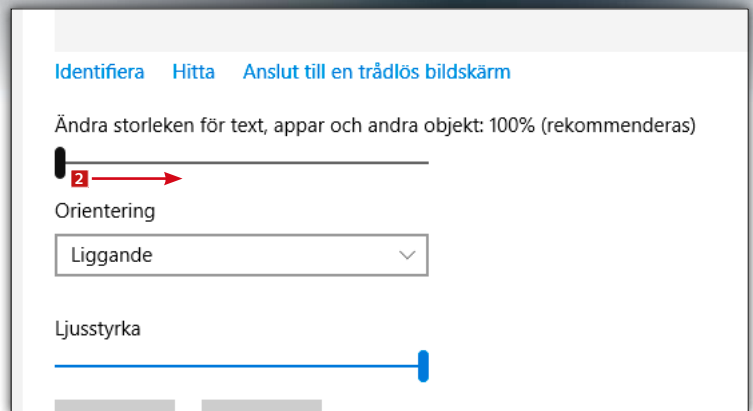 Identifiera Hitta Anslut till en trådlös bildskärm
Ändra storleken för text, appar och andra objekt: 100% (rekommenderas)
2
Orientering
Liggande
Ljusstyrka